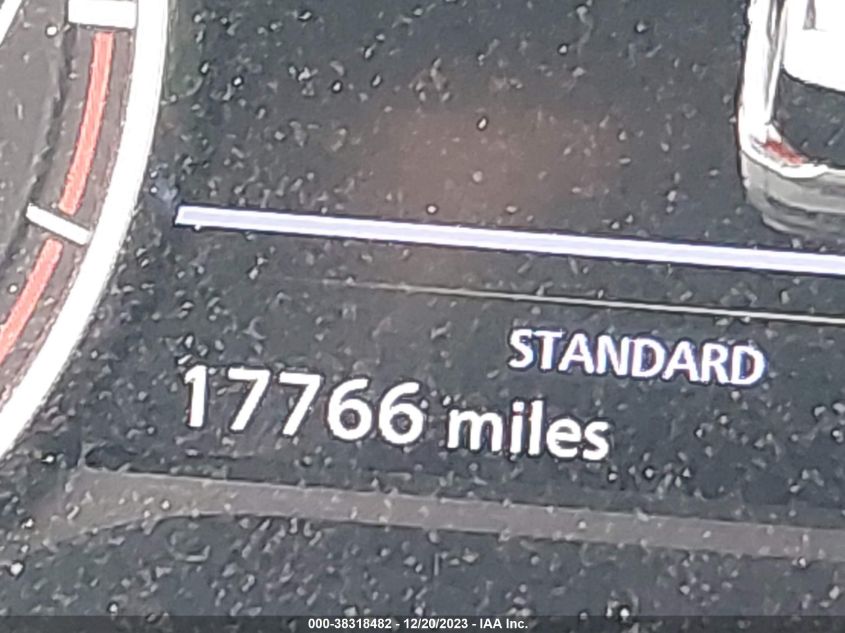 STANDARD
17766 miles
000-38318482 - 12/20/2023 - IAA Inc.